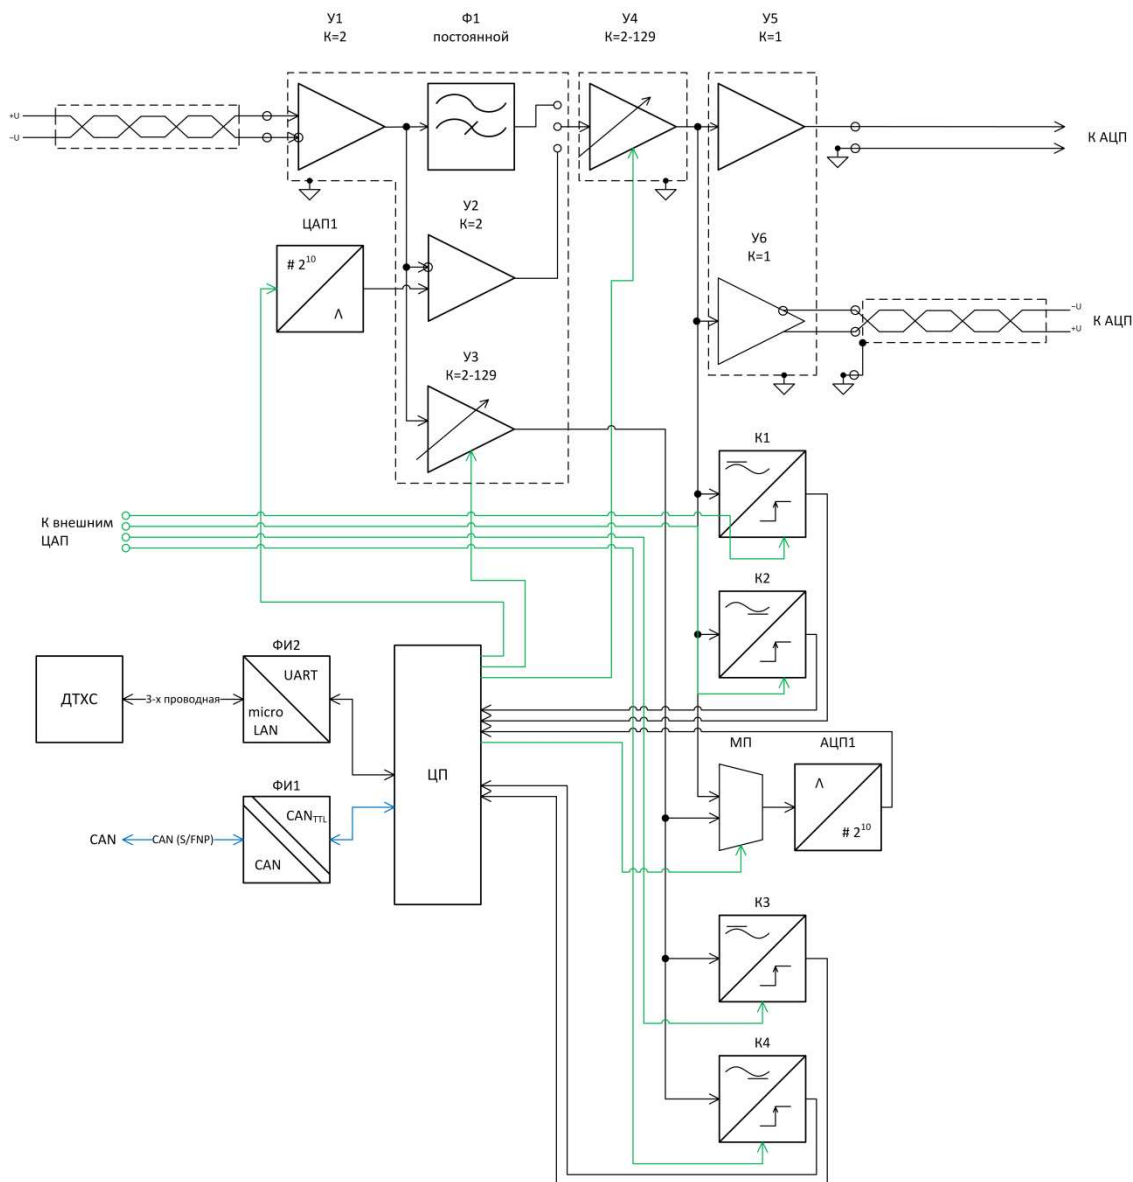 У1
К=2
Ф1
постоянной
У4
К=2-129
У5
К=1
+U
–U
К АЦП
ЦАП1
# 2¹⁰
Λ
У2
К=2
У6
К=1
–U
+U
К АЦП
У3
К=2-129
К1
К внешним
ЦАП
К2
ФИ2
ДТХС
3-х проводная
UART
micro
LAN
ЦП
МП
АЦП1
Λ
# 2¹⁰
ФИ1
CAN
CAN (S/FNP)
CANTTL
CAN
К3
К4